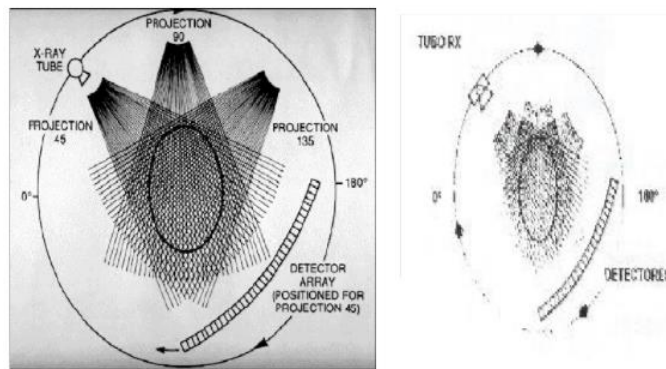 PROJECTION
90
X-RAY
TUBE
PROJECTION
45
PROJECTION
135
0°
180°
DETECTOR
ARRAY
(POSITIONED FOR
PROJECTION 45)
TUBO RX
0°
180°
DETECTORES